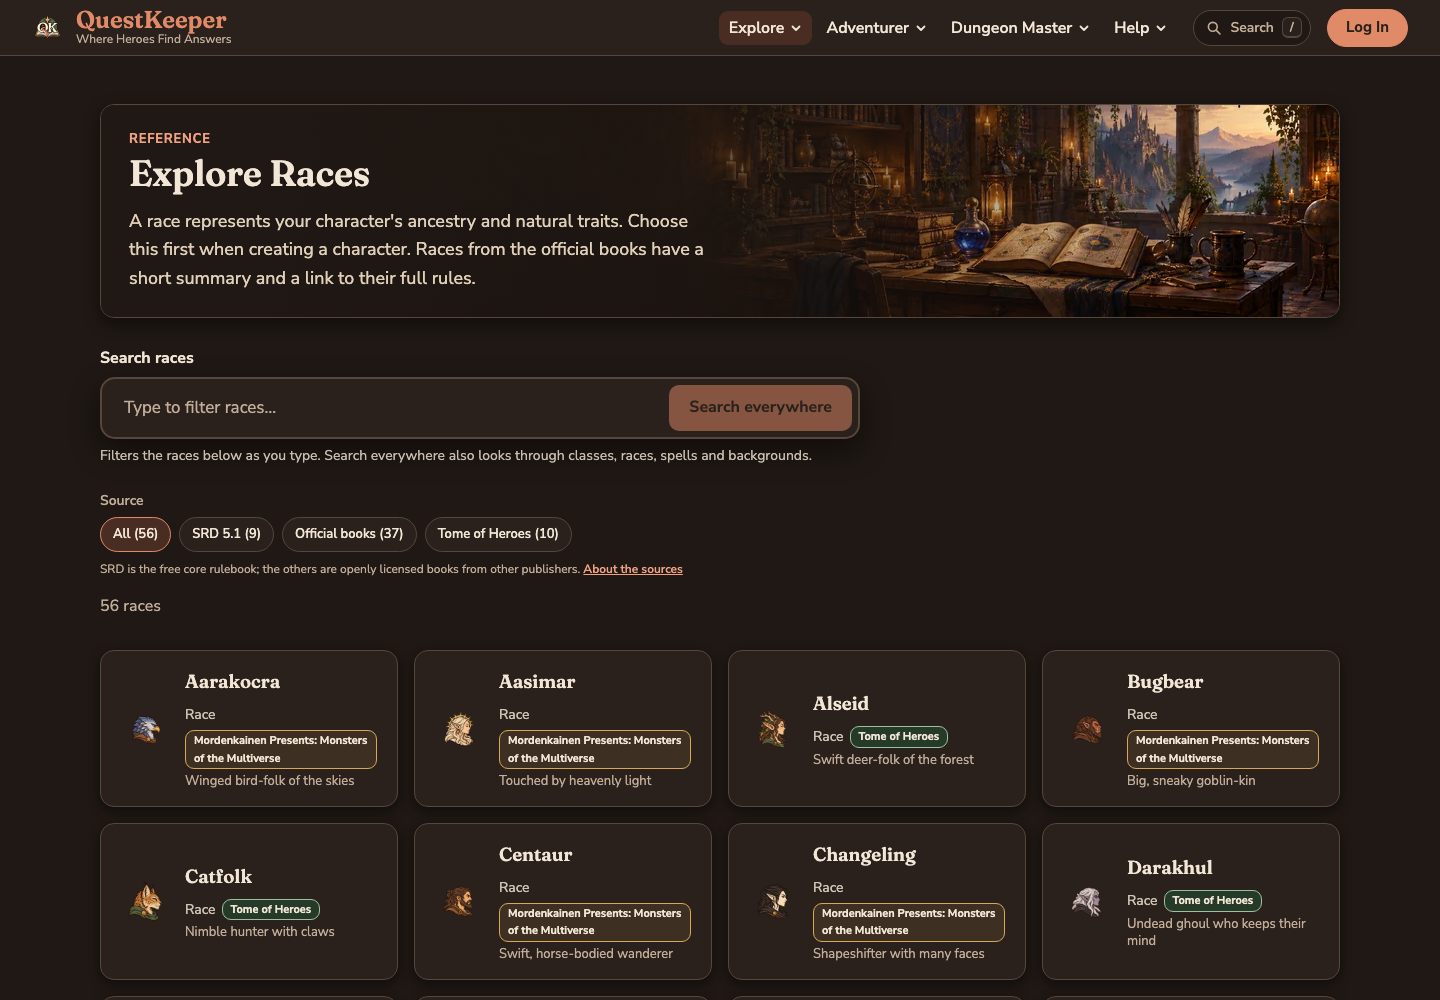 QK
QuestKeeper
Where Heroes Find Answers
Explore
Adventurer
Dungeon Master
Help
Search /
Log In
REFERENCE
Explore Races
A race represents your character's ancestry and natural traits. Choose
this first when creating a character. Races from the official books have a
short summary and a link to their full rules.
Search races
Type to filter races...
Search everywhere
Filters the races below as you type. Search everywhere also looks through classes, races, spells and backgrounds.
Source
All (56)
SRD 5.1 (9)
Official books (37)
Tome of Heroes (10)
SRD is the free core rulebook; the others are openly licensed books from other publishers. About the sources
56 races
Aarakocra
Race
Mordenkainen Presents: Monsters
of the Multiverse
Winged bird-folk of the skies
Aasimar
Race
Mordenkainen Presents: Monsters
of the Multiverse
Touched by heavenly light
Alseid
Race Tome of Heroes
Swift deer-folk of the forest
Bugbear
Race
Mordenkainen Presents: Monsters
of the Multiverse
Big, sneaky goblin-kin
Catfolk
Race Tome of Heroes
Nimble hunter with claws
Centaur
Race
Mordenkainen Presents: Monsters
of the Multiverse
Swift, horse-bodied wanderer
Changeling
Race
Mordenkainen Presents: Monsters
of the Multiverse
Shapeshifter with many faces
Darakhul
Race Tome of Heroes
Undead ghoul who keeps their
mind